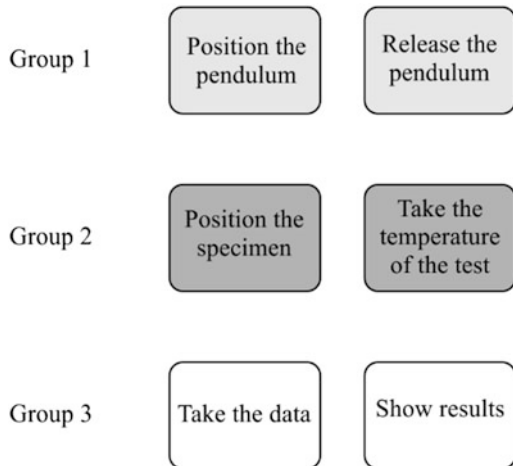 Group 1
Position the
pendulum
Release the
pendulum
Group 2
Position the
specimen
Take the
temperature
of the test
Group 3
Take the data
Show results